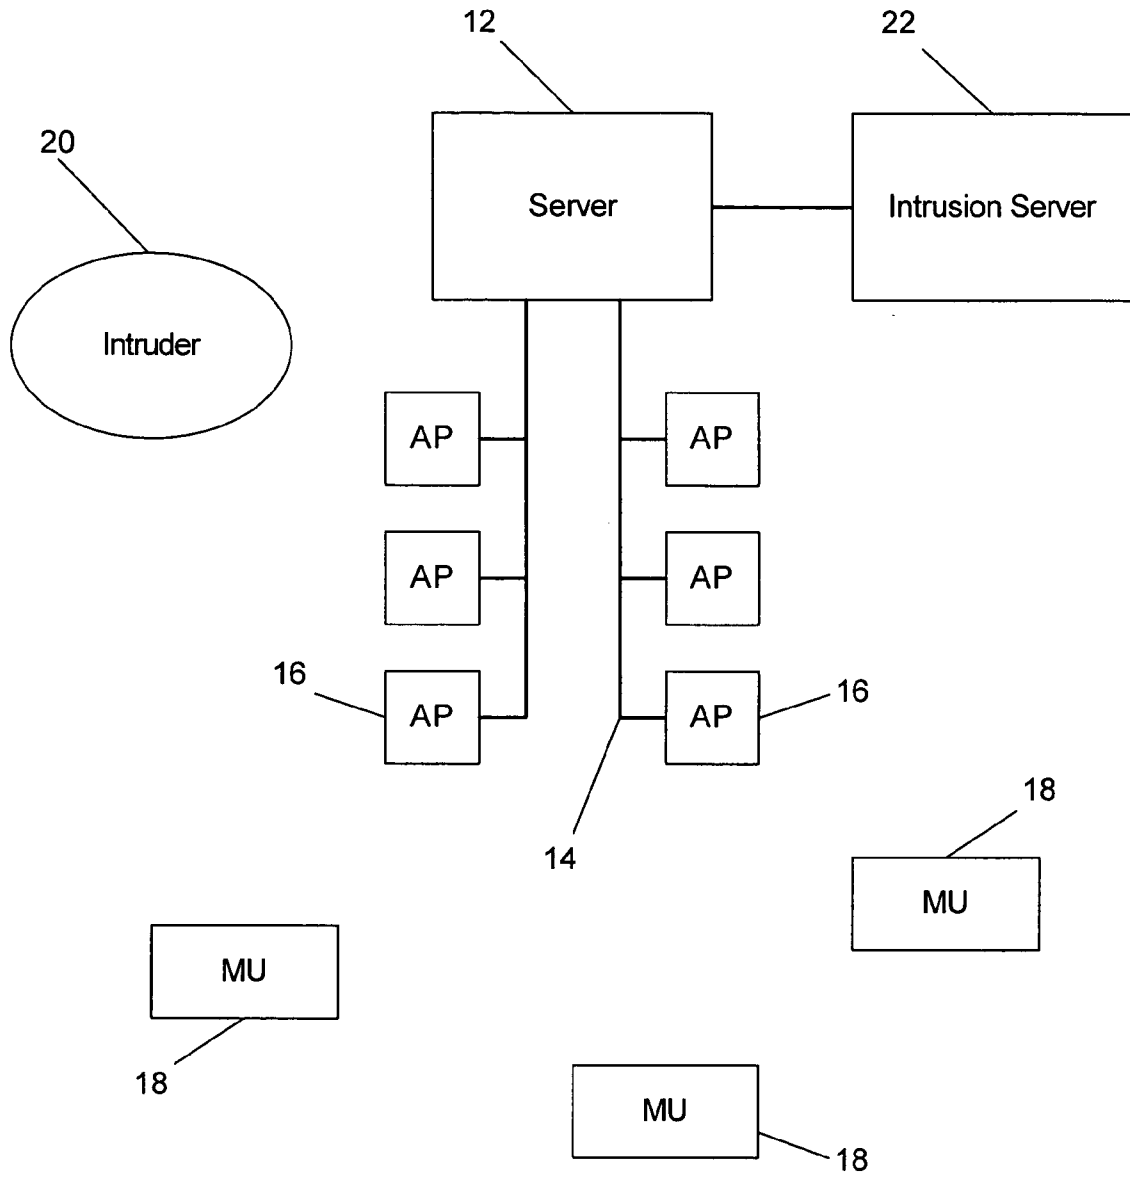 12
22
20
Server
Intrusion Server
Intruder
AP
AP
AP
AP
16
AP
AP
16
14
18
MU
MU
18
MU
18